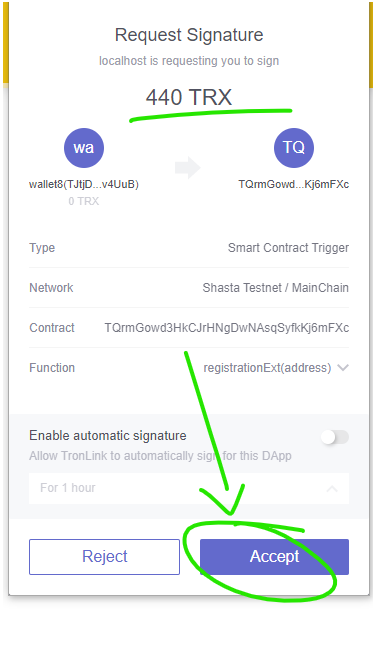 Request Signature
localhost is requesting you to sign
440 TRX
wa
TQ
wallet8(TJtjD...v4UuB)
TQrmGowd...Kj6mFXc
0 TRX
Type Smart Contract Trigger
Network Shasta Testnet / MainChain
Contract TQrmGowd3HkCJrHNgDwNAsqSyfkKj6mFXc
Function registrationExt(address)
Enable automatic signature
Allow TronLink to automatically sign for this DApp
For 1 hour
Reject Accept